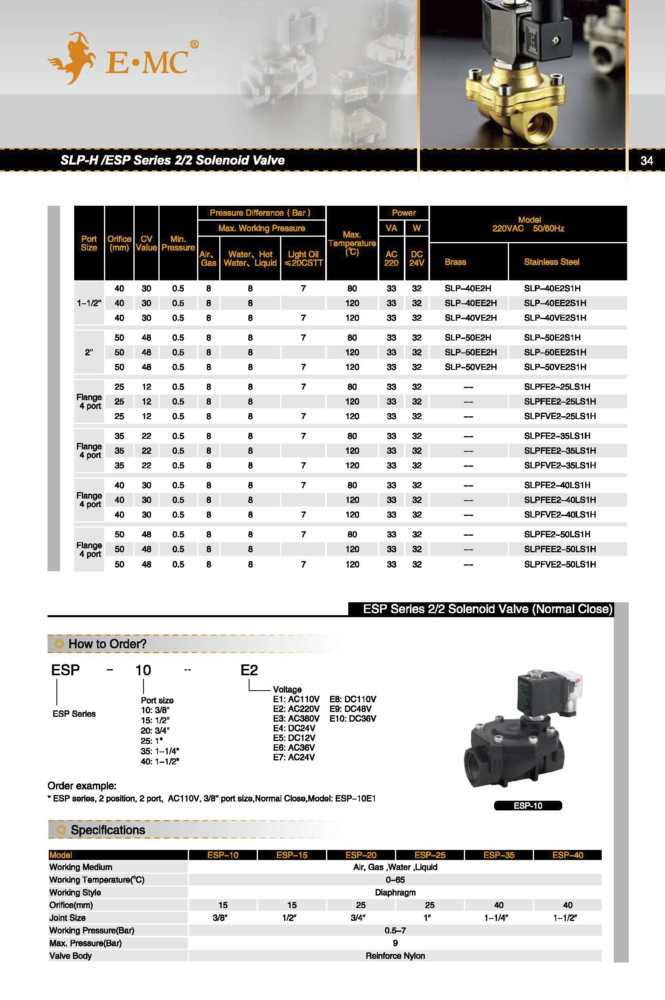 E•MC®
SLP-H /ESP Series 2/2 Solenoid Valve
34
Port Size Orifice (mm) CV Value Min. Pressure Pressure Difference ( Bar ) Max. Working Pressure Air、Gas Water、Hot Water、Liquid Light Oil ≤20CSTT Max. Temperature (℃) Power VA AC 220 W DC 24V Model 220VAC 50/60Hz Brass Stainless Steel
40 30 0.5 8 8 7 80 33 32 SLP-40E2H SLP-40E2S1H
1-1/2" 40 30 0.5 8 8 120 33 32 SLP-40EE2H SLP-40EE2S1H
40 30 0.5 8 8 7 120 33 32 SLP-40VE2H SLP-40VE2S1H
50 48 0.5 8 8 7 80 33 32 SLP-50E2H SLP-50E2S1H
2" 50 48 0.5 8 8 120 33 32 SLP-50EE2H SLP-50EE2S1H
50 48 0.5 8 8 7 120 33 32 SLP-50VE2H SLP-50VE2S1H
25 12 0.5 8 8 7 80 33 32 -- SLPFE2-25LS1H
Flange 4 port 25 12 0.5 8 8 120 33 32 -- SLPFEE2-25LS1H
25 12 0.5 8 8 7 120 33 32 -- SLPFVE2-25LS1H
35 22 0.5 8 8 7 80 33 32 -- SLPFE2-35LS1H
Flange 4 port 35 22 0.5 8 8 120 33 32 -- SLPFEE2-35LS1H
35 22 0.5 8 8 7 120 33 32 -- SLPFVE2-35LS1H
40 30 0.5 8 8 7 80 33 32 -- SLPFE2-40LS1H
Flange 4 port 40 30 0.5 8 8 120 33 32 -- SLPFEE2-40LS1H
40 30 0.5 8 8 7 120 33 32 -- SLPFVE2-40LS1H
50 48 0.5 8 8 7 80 33 32 -- SLPFE2-50LS1H
Flange 4 port 50 48 0.5 8 8 120 33 32 -- SLPFEE2-50LS1H
50 48 0.5 8 8 7 120 33 32 -- SLPFVE2-50LS1H
ESP Series 2/2 Solenoid Valve (Normal Close)
How to Order?
ESP - 10 -- E2
ESP Series
Port size
10: 3/8"
15: 1/2"
20: 3/4"
25: 1"
35: 1-1/4"
40: 1-1/2"
Voltage
E1: AC110V E8: DC110V
E2: AC220V E9: DC48V
E3: AC380V E10: DC36V
E4: DC24V
E5: DC12V
E6: AC36V
E7: AC24V
Order example:
* ESP series, 2 position, 2 port, AC110V, 3/8" port size,Normal Close,Model: ESP-10E1
ESP-10
Specifications
Model ESP-10 ESP-15 ESP-20 ESP-25 ESP-35 ESP-40
Working Medium Air, Gas ,Water ,Liquid
Working Temperature(℃) 0-65
Working Style Diaphragm
Orifice(mm) 15 15 25 25 40 40
Joint Size 3/8" 1/2" 3/4" 1" 1-1/4" 1-1/2"
Working Pressure(Bar) 0.5-7
Max. Pressure(Bar) 9
Valve Body Reinforce Nylon